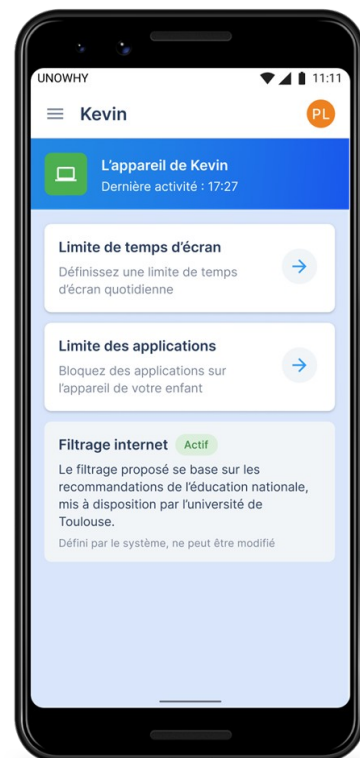 UNOWHY 11:11
Kevin PL
L'appareil de Kevin
Dernière activité : 17:27
Limite de temps d'écran
Définissez une limite de temps
d'écran quotidienne
Limite des applications
Bloquez des applications sur
l'appareil de votre enfant
Filtrage internet Actif
Le filtrage proposé se base sur les
recommandations de l'éducation nationale,
mis à disposition par l'université de
Toulouse.
Défini par le système, ne peut être modifié